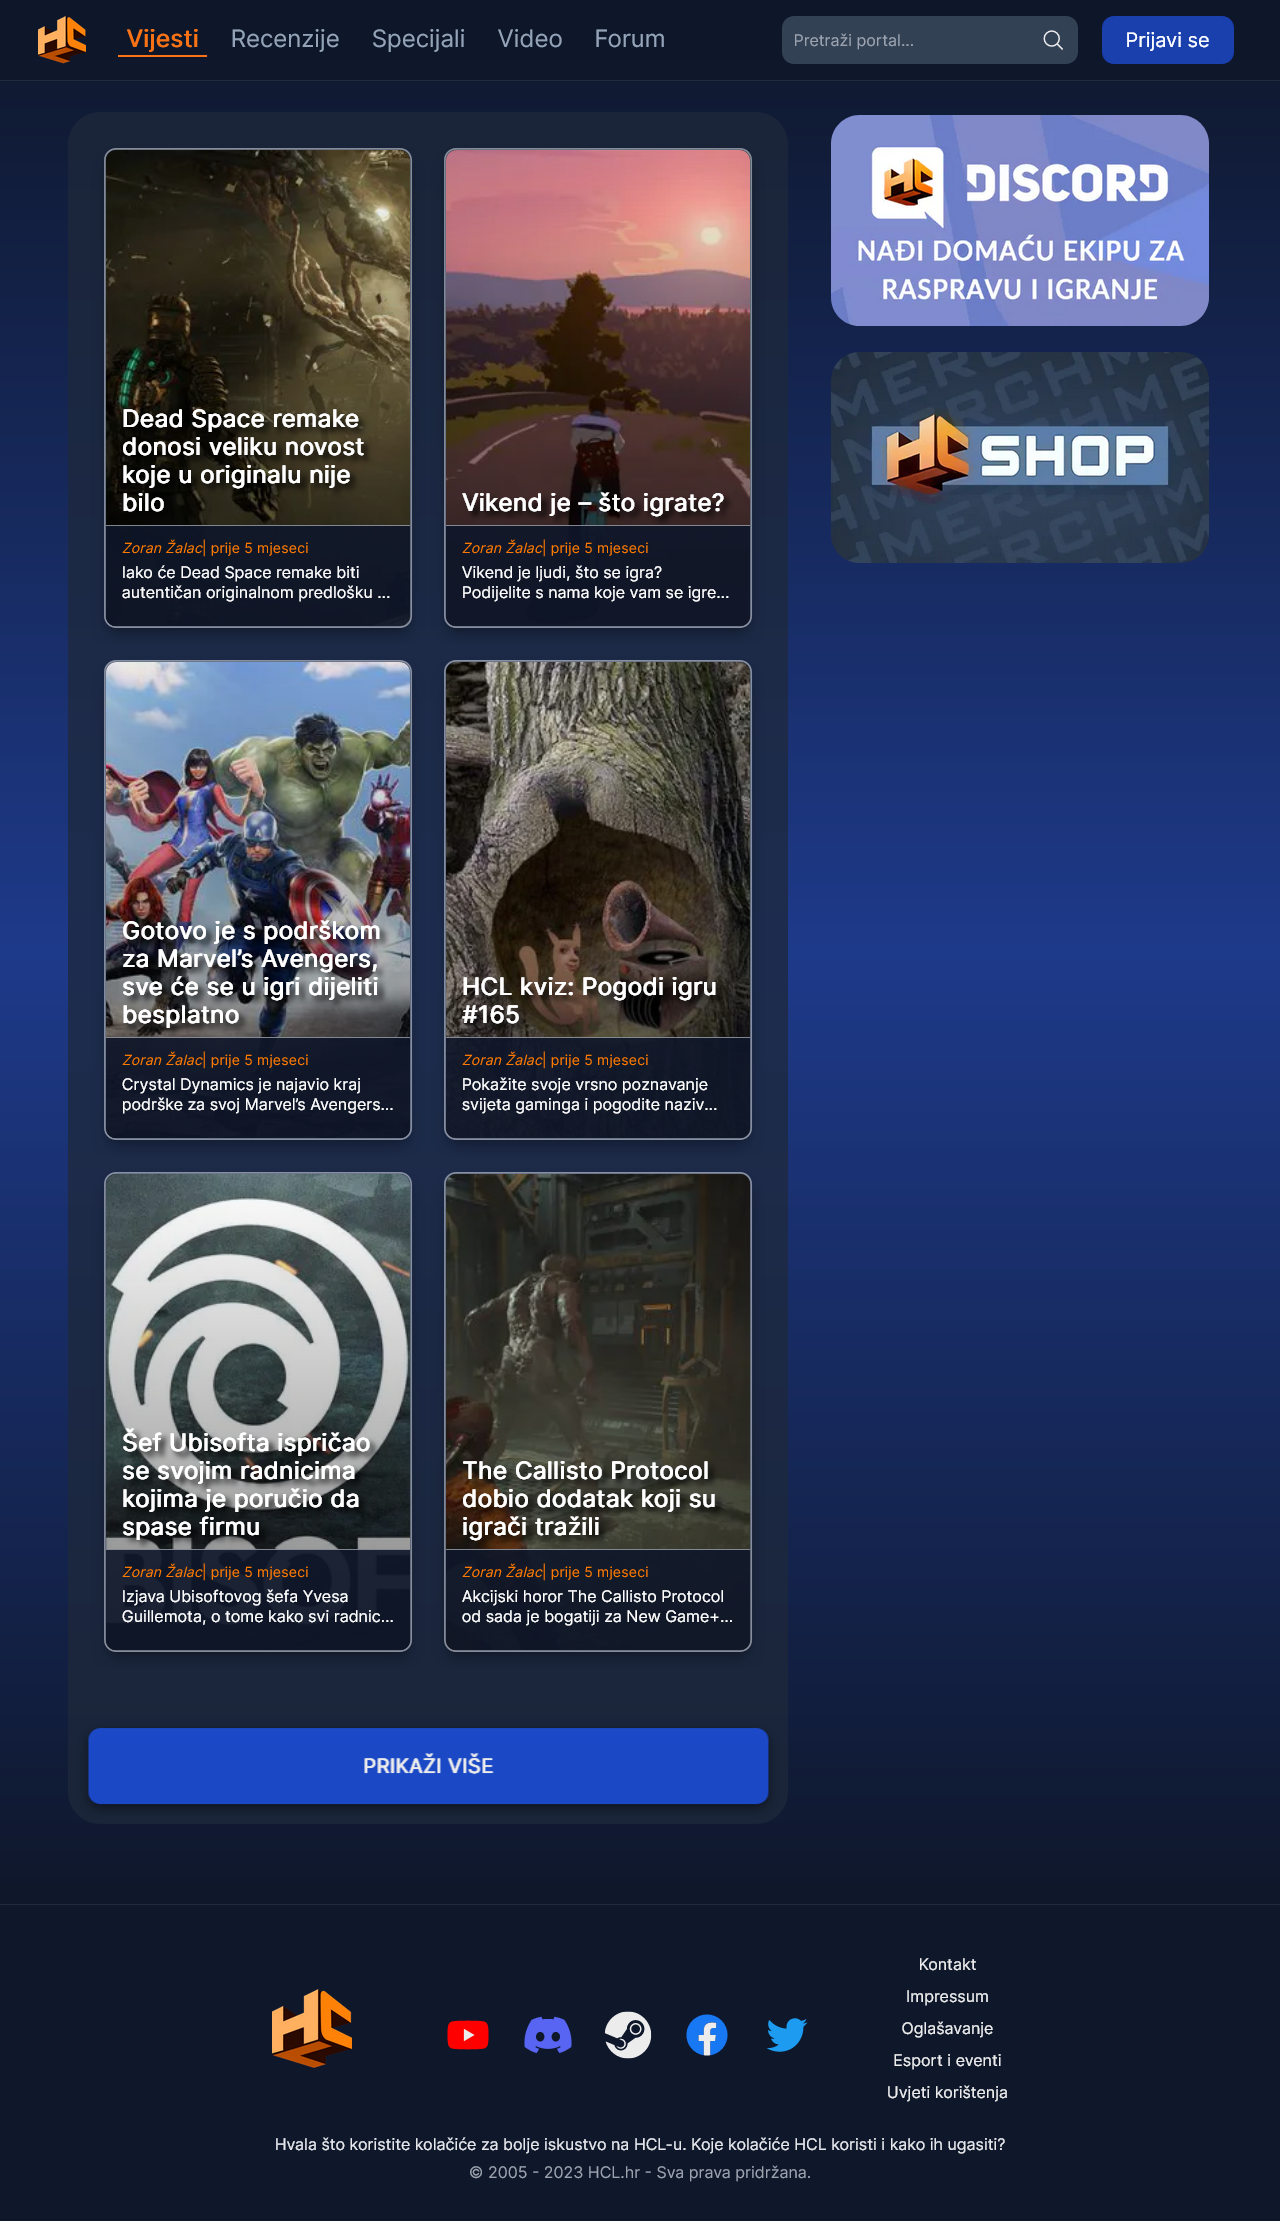 Vijesti Recenzije Specijali Video Forum
Pretraži portal...
Prijavi se
DISCORD
NAĐI DOMAĆU EKIPU ZA
RASPRAVU I IGRANJE
MERCHMERCHME
HC SHOP
Dead Space remake
donosi veliku novost
koje u originalu nije
bilo
Zoran Žalac| prije 5 mjeseci
Iako će Dead Space remake biti
autentičan originalnom predlošku ...
Vikend je – što igrate?
Zoran Žalac| prije 5 mjeseci
Vikend je ljudi, što se igra?
Podijelite s nama koje vam se igre...
Gotovo je s podrškom
za Marvel’s Avengers,
sve će se u igri dijeliti
besplatno
Zoran Žalac| prije 5 mjeseci
Crystal Dynamics je najavio kraj
podrške za svoj Marvel’s Avengers...
HCL kviz: Pogodi igru
#165
Zoran Žalac| prije 5 mjeseci
Pokažite svoje vrsno poznavanje
svijeta gaminga i pogodite naziv...
Šef Ubisofta ispričao
se svojim radnicima
kojima je poručio da
spase firmu
BISOF
Zoran Žalac| prije 5 mjeseci
Izjava Ubisoftovog šefa Yvesa
Guillemota, o tome kako svi radnic...
The Callisto Protocol
dobio dodatak koji su
igrači tražili
Zoran Žalac| prije 5 mjeseci
Akcijski horor The Callisto Protocol
od sada je bogatiji za New Game+...
PRIKAŽI VIŠE
Kontakt
Impressum
Oglašavanje
Esport i eventi
Uvjeti korištenja
Hvala što koristite kolačiće za bolje iskustvo na HCL-u. Koje kolačiće HCL koristi i kako ih ugasiti?
© 2005 - 2023 HCL.hr - Sva prava pridržana.